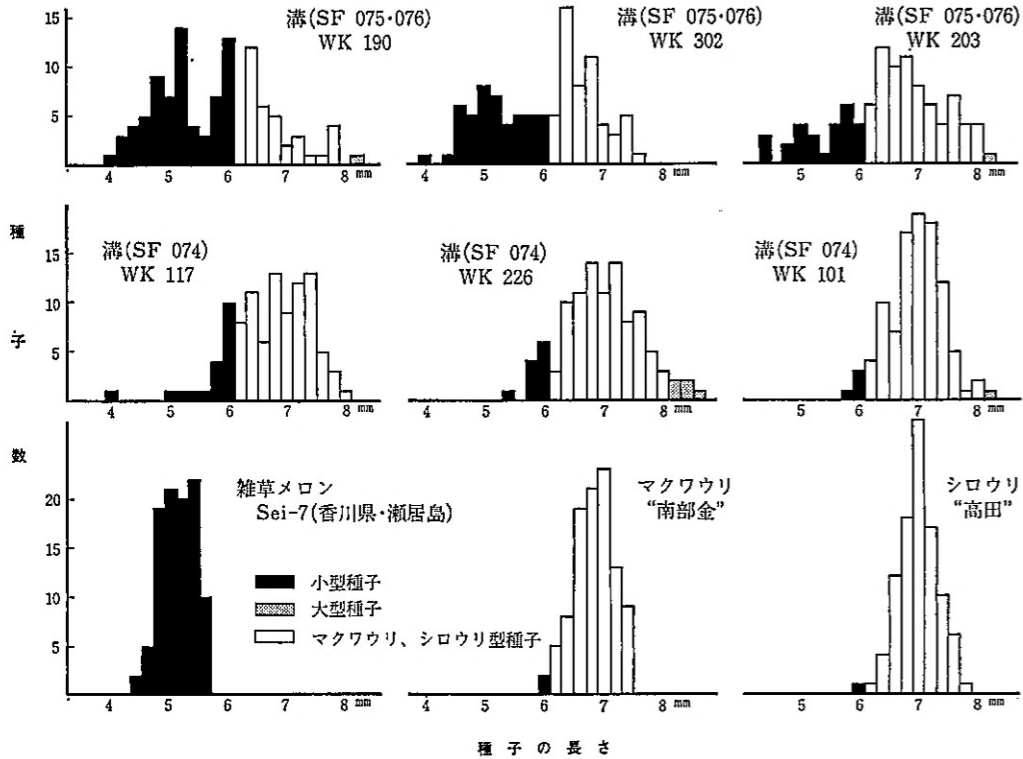 15
10
5
溝(SF 075・076)
WK 190
4 5 6 7 8 mm
溝(SF 075・076)
WK 302
4 5 6 7 8 mm
溝(SF 075・076)
WK 203
5 6 7 8 mm
種
子
数
15
10
5
溝(SF 074)
WK 117
4 5 6 7 8 mm
溝(SF 074)
WK 226
4 5 6 7 8 mm
溝(SF 074)
WK 101
5 6 7 8 mm
20
15
10
5
雑草メロン
Sei-7(香川県・瀬居島)
小型種子
大型種子
マクワウリ、シロウリ型種子
4 5 6 7 8 mm
マクワウリ
“南部金”
4 5 6 7 8 mm
シロウリ
“高田”
5 6 7 8 mm
種子の長さ